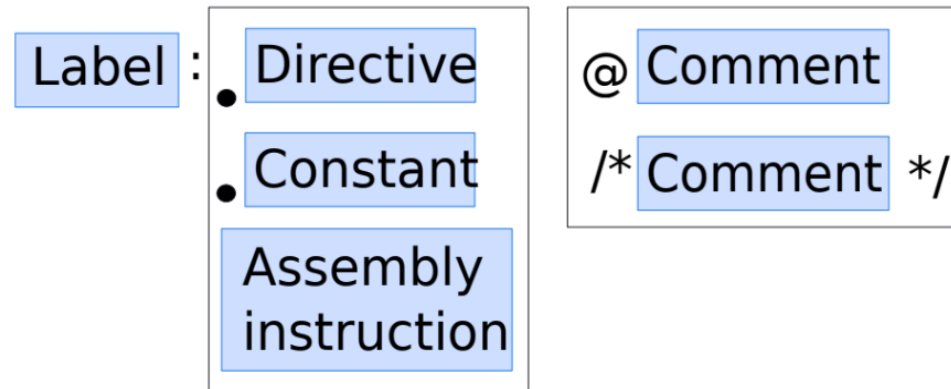 Label :
. Directive
. Constant
Assembly
instruction
@ Comment
/* Comment */